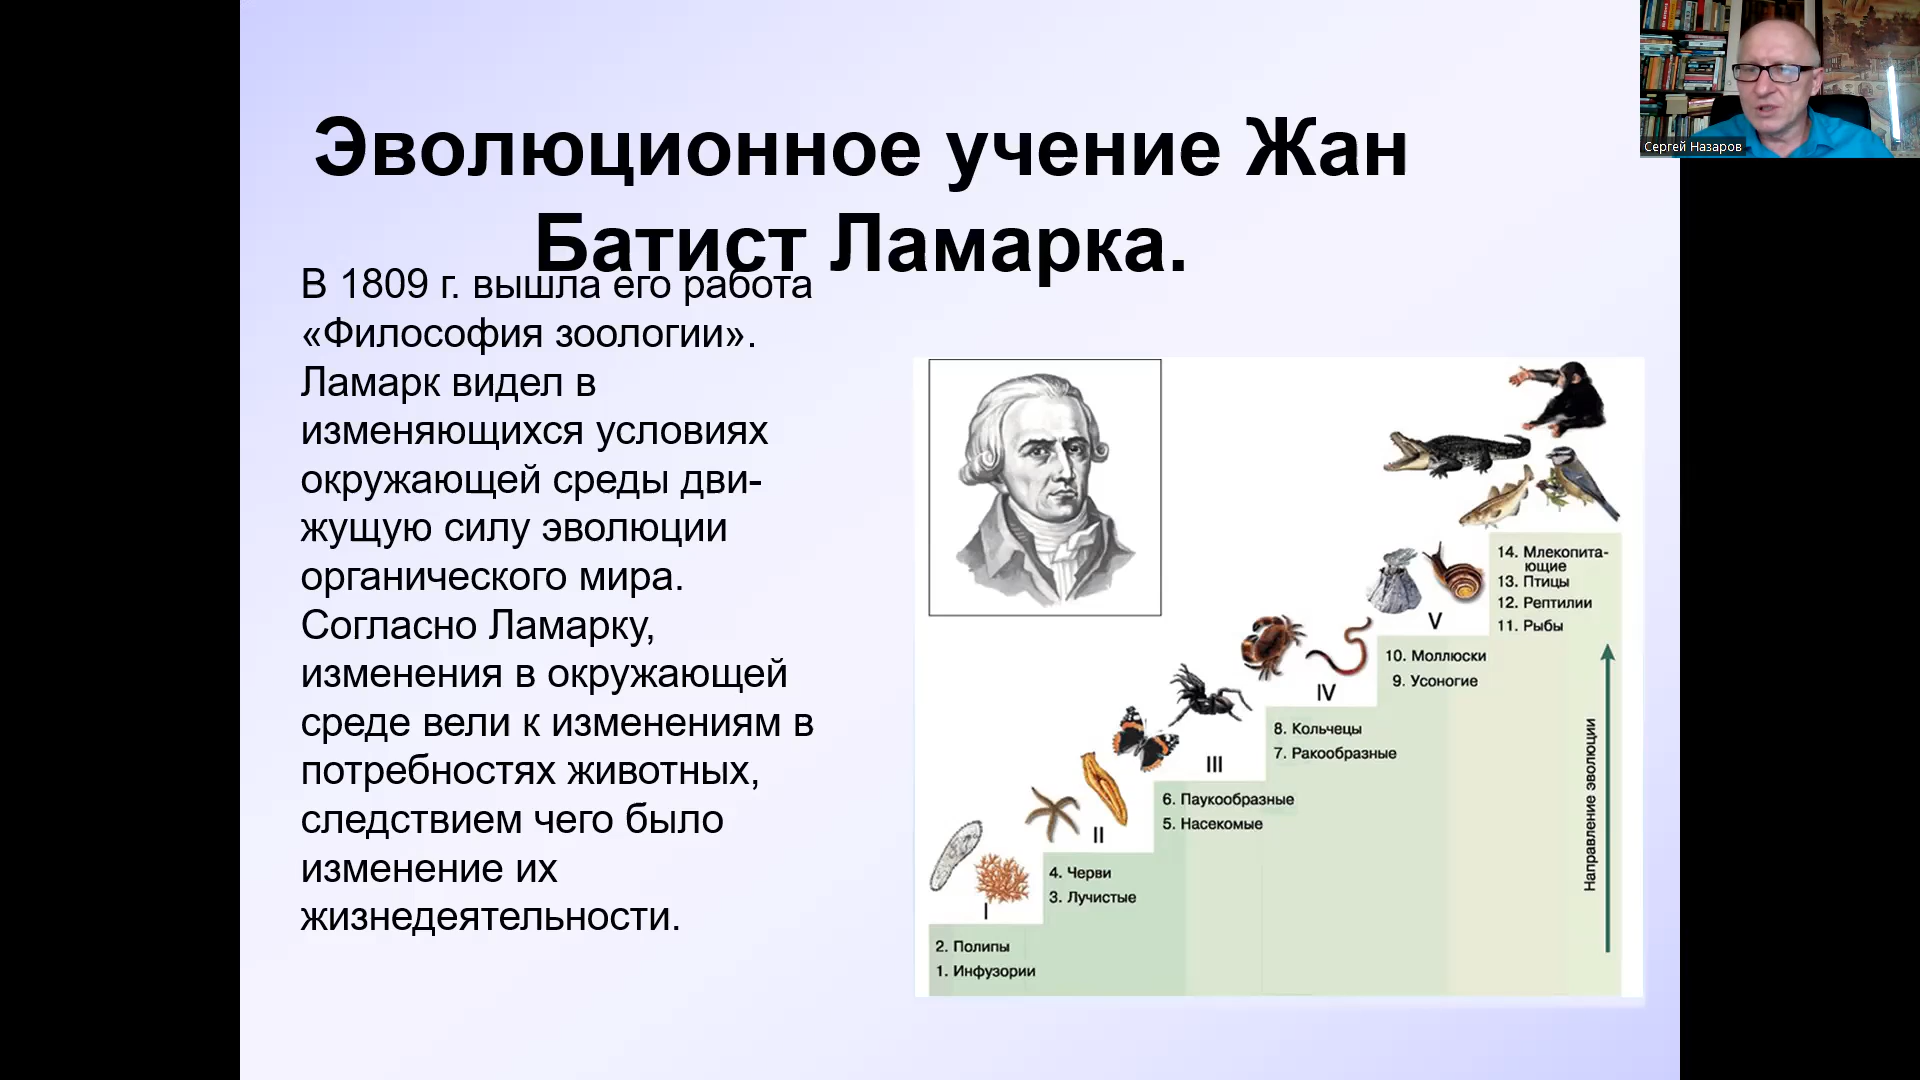 Эволюционное учение Жан
Батист Ламарка.
В 1809 г. вышла его работа
«Философия зоологии».
Ламарк видел в
изменяющихся условиях
окружающей среды дви-
жущую силу эволюции
органического мира.
Согласно Ламарку,
изменения в окружающей
среде вели к изменениям в
потребностях животных,
следствием чего было
изменение их
жизнедеятельности.
14. Млекопита-
ющие
13. Птицы
12. Рептилии
11. Рыбы
V
10. Моллюски
9. Усоногие
IV
8. Кольчецы
7. Ракообразные
III
6. Паукообразные
5. Насекомые
II
4. Черви
3. Лучистые
I
2. Полипы
1. Инфузории
Направление эволюции
Сергей Назаров